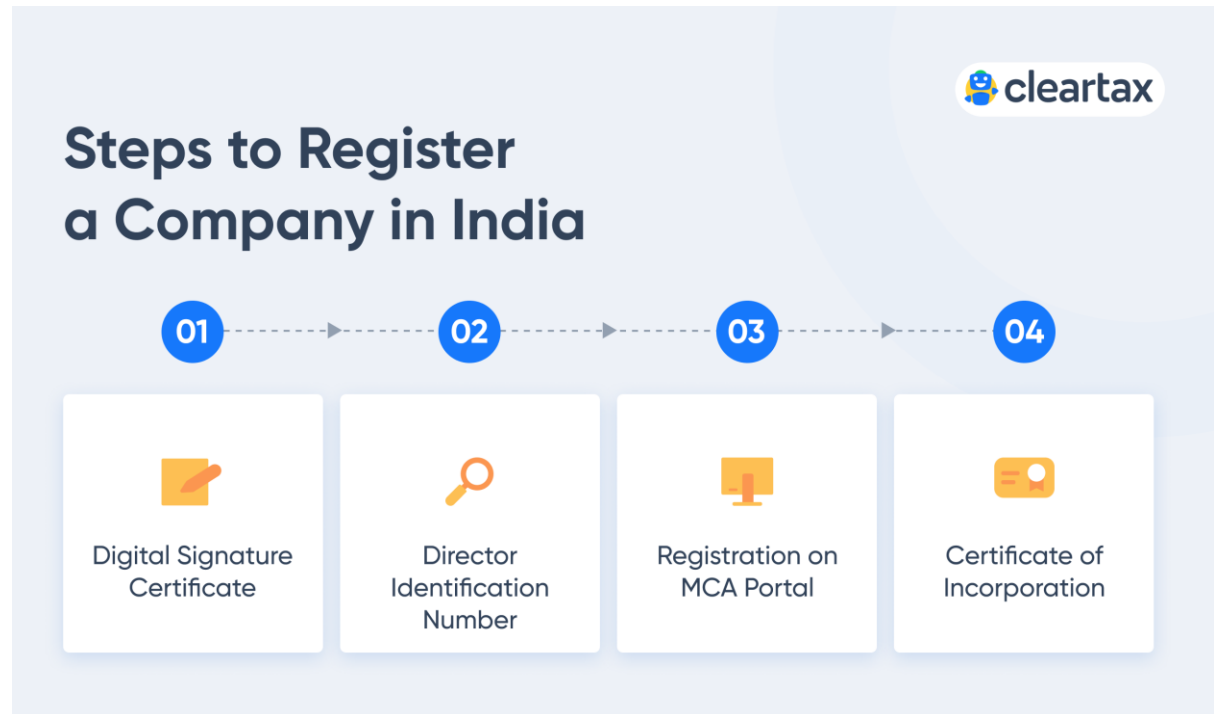 cleartax
Steps to Register
a Company in India
01
02
03
04
Digital Signature
Certificate
Director
Identification
Number
Registration on
MCA Portal
Certificate of
Incorporation